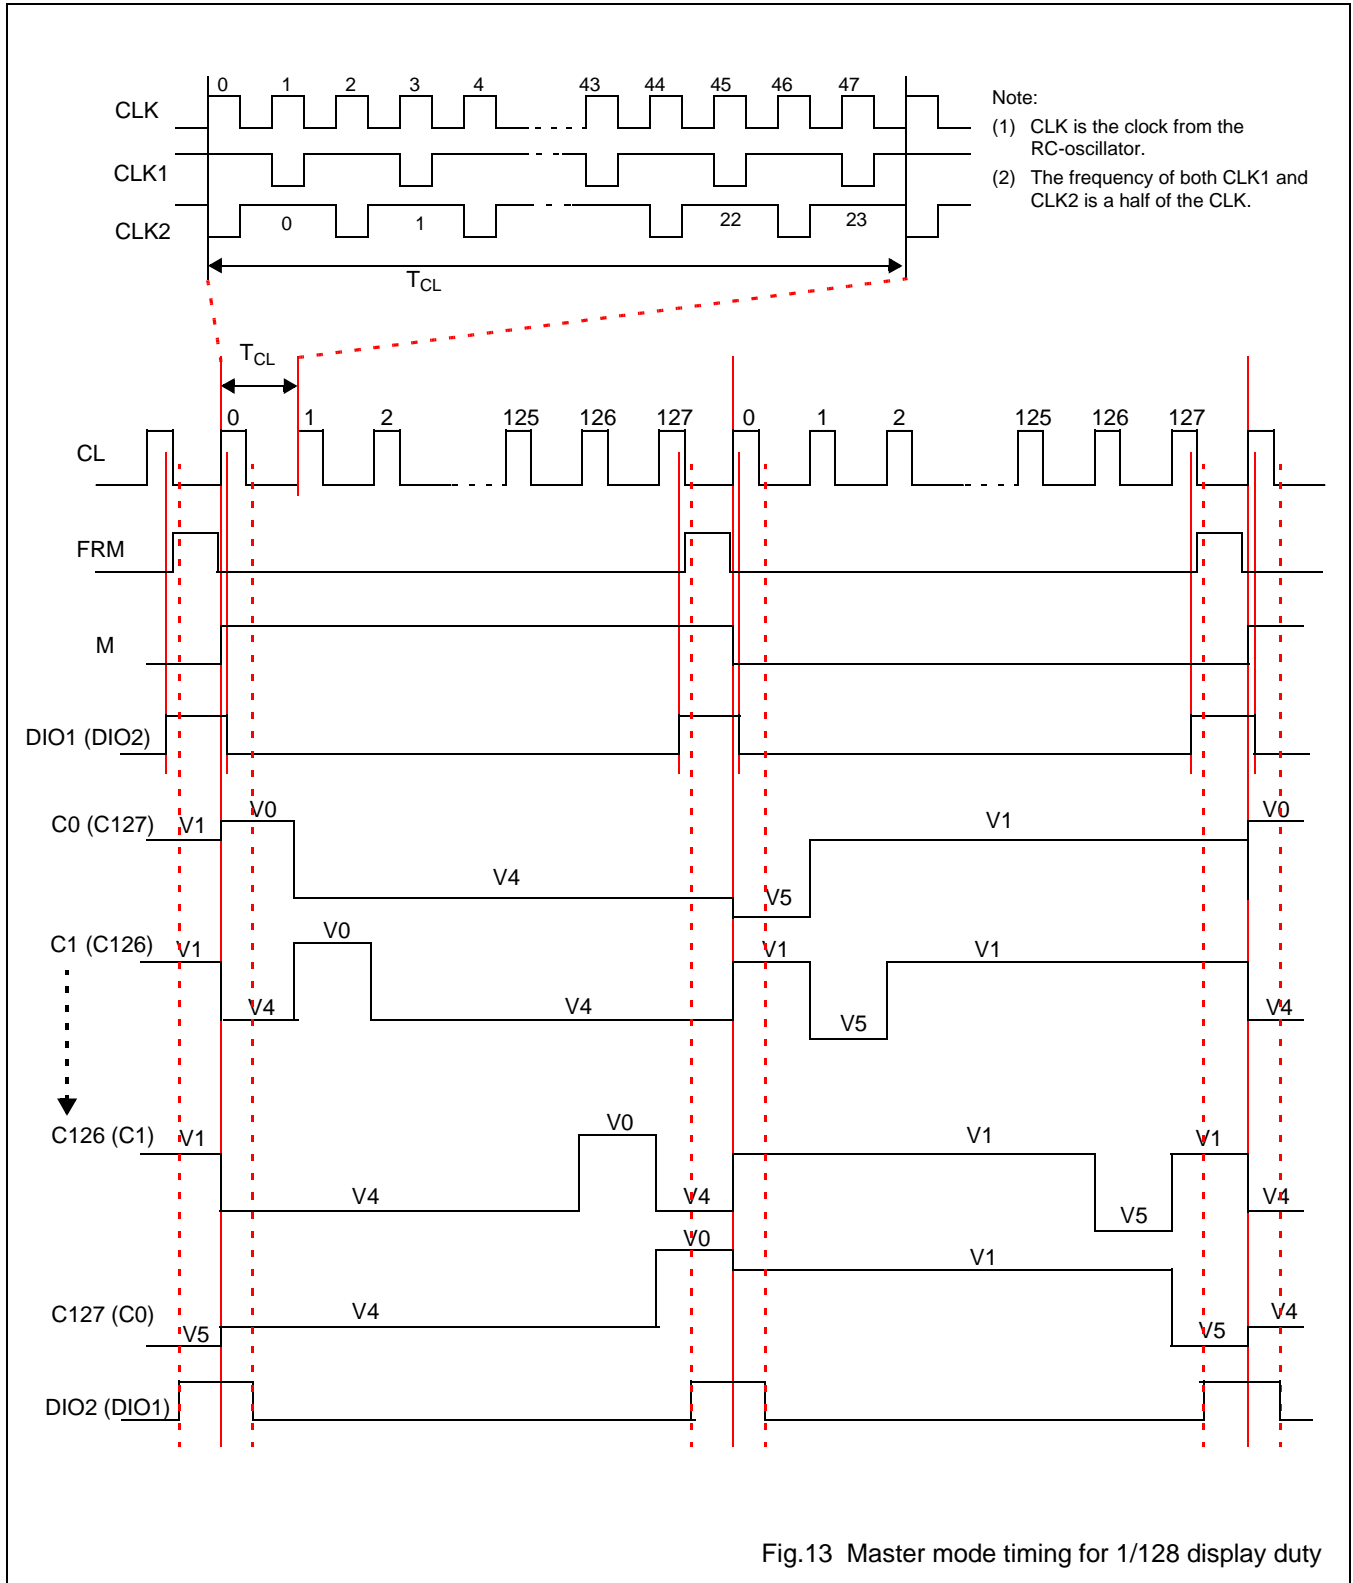 0 1 2 3 4 43 44 45 46 47
CLK
CLK1
CLK2
0 1 22 23
TCL
Note:
(1) CLK is the clock from the
RC-oscillator.
(2) The frequency of both CLK1 and
CLK2 is a half of the CLK.
TCL
0 1 2 125 126 127 0 1 2 125 126 127
CL
FRM
M
DIO1 (DIO2)
C0 (C127) V1 V0 V4 V5 V1 V0
C1 (C126) V1 V4 V0 V4 V1 V5 V1 V4
C126 (C1) V1 V4 V0 V4 V1 V5 V1 V4
C127 (C0) V5 V4 V0 V1 V5 V4
DIO2 (DIO1)
Fig.13 Master mode timing for 1/128 display duty